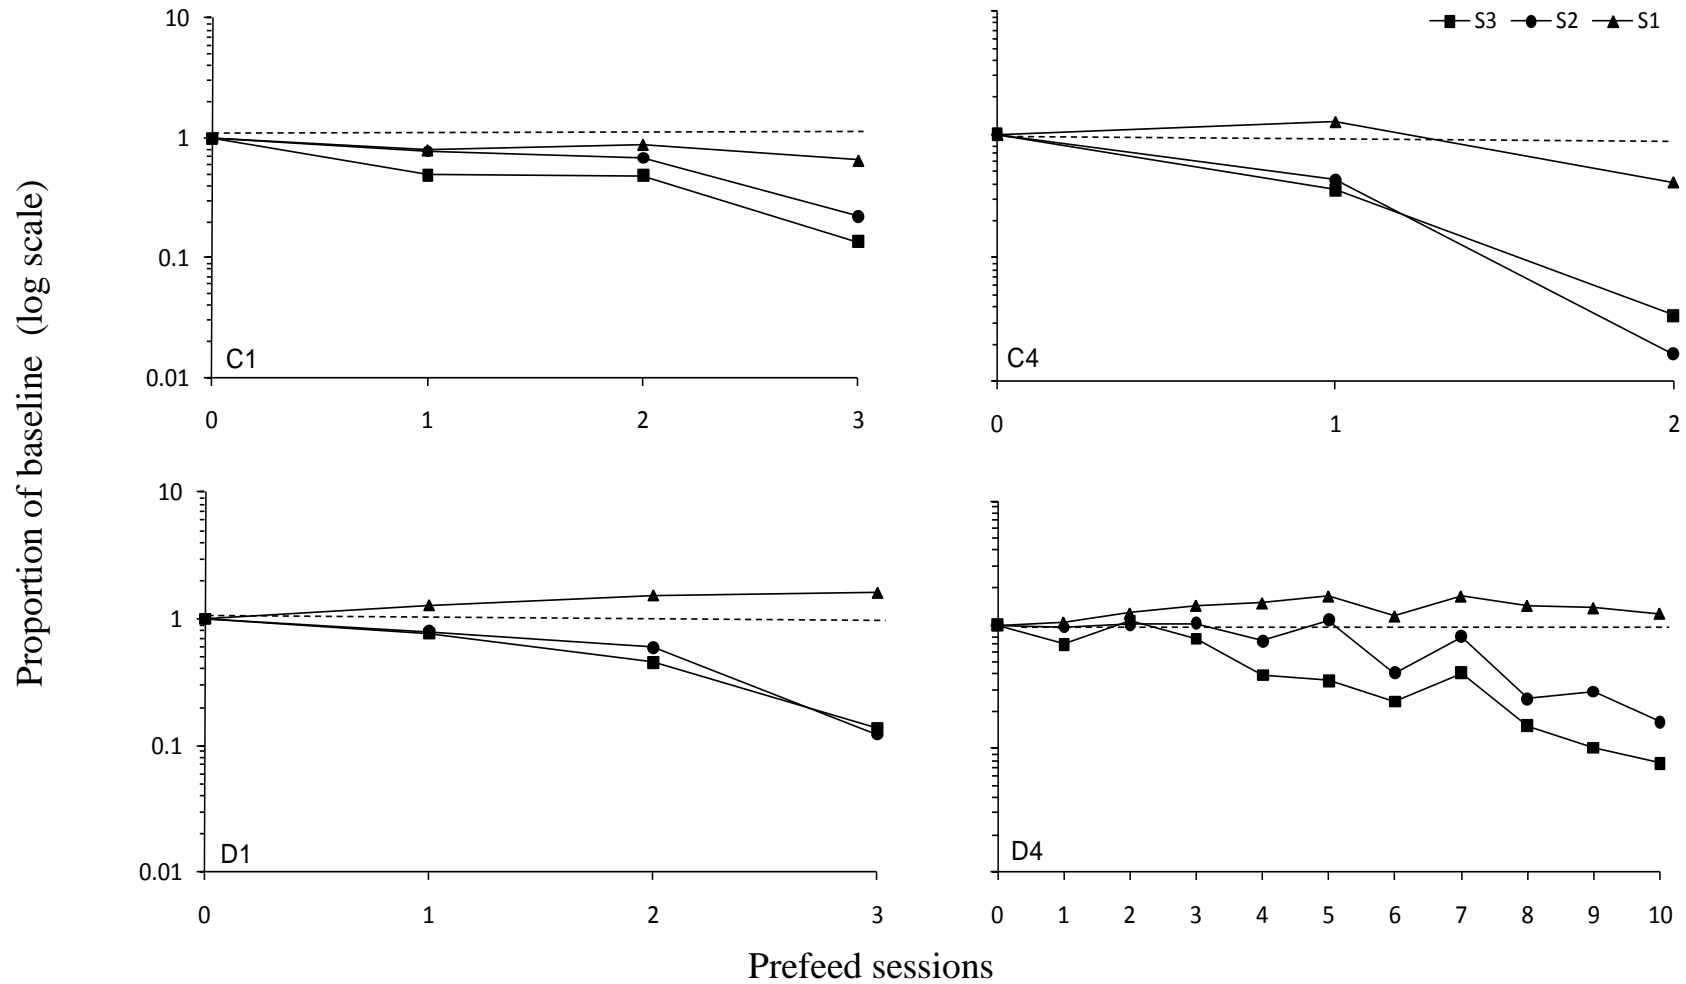 Proportion of baseline (log scale)
10
1
0.1
0.01
C1
0 1 2 3
S3 S2 S1
C4
0 1 2
10
1
0.1
0.01
D1
0 1 2 3
D4
0 1 2 3 4 5 6 7 8 9 10
Prefeed sessions